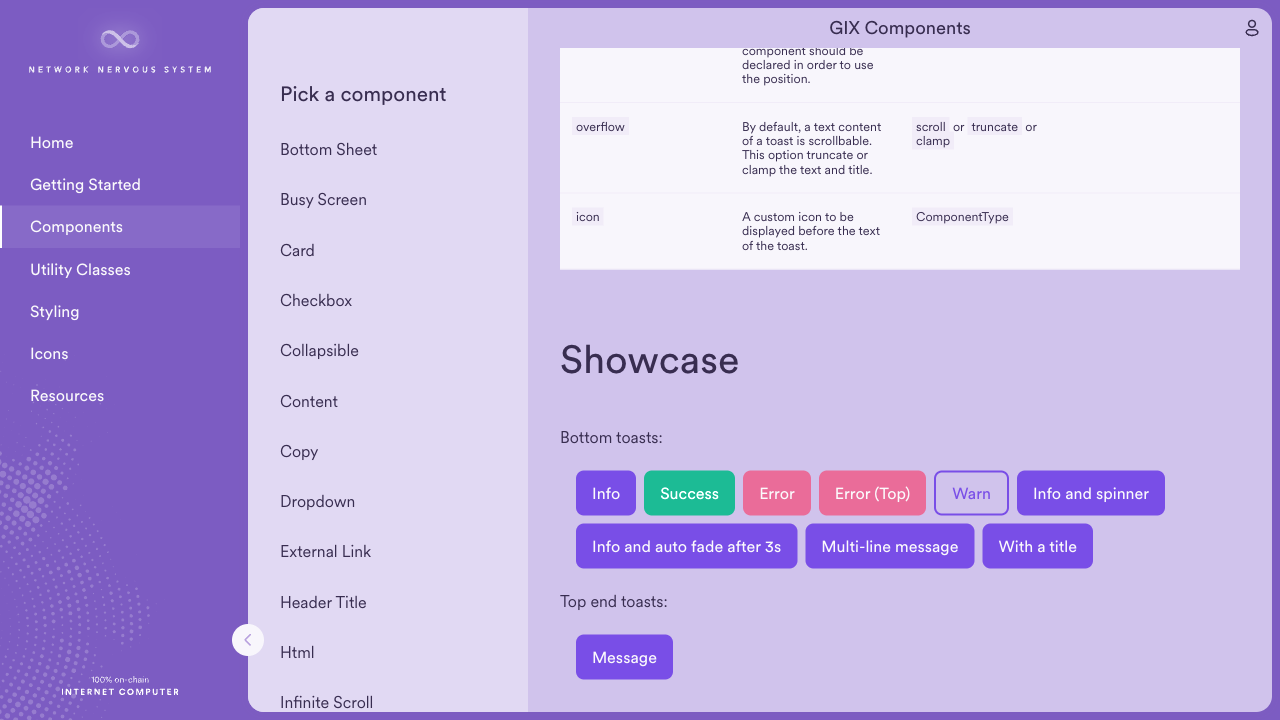 NETWORK NERVOUS SYSTEM
Home
Getting Started
Components
Utility Classes
Styling
Icons
Resources
100% on-chain
INTERNET COMPUTER
Pick a component
Bottom Sheet
Busy Screen
Card
Checkbox
Collapsible
Content
Copy
Dropdown
External Link
Header Title
Html
Infinite Scroll
GIX Components
component should be
declared in order to use
the position.
overflow
By default, a text content
of a toast is scrollable.
This option truncate or
clamp the text and title.
scroll or truncate or
clamp
icon
A custom icon to be
displayed before the text
of the toast.
ComponentType
Showcase
Bottom toasts:
Info Success Error Error (Top) Warn Info and spinner
Info and auto fade after 3s Multi-line message With a title
Top end toasts:
Message